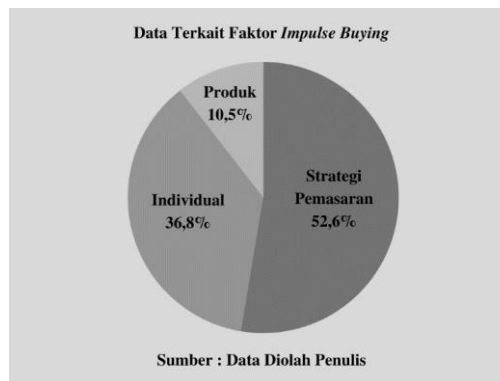 Data Terkait Faktor Impulse Buying
Produk
10,5%
Strategi
Pemasaran
52,6%
Individual
36,8%
Sumber : Data Diolah Penulis